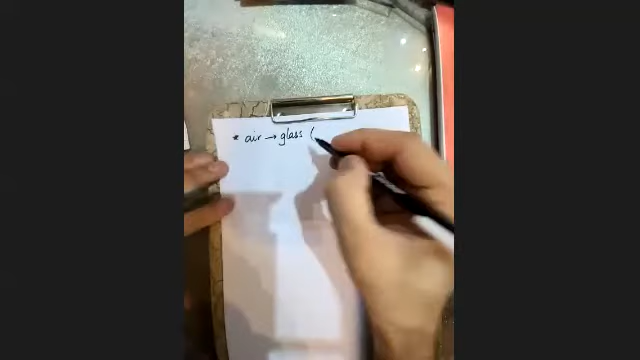 * air → glass (